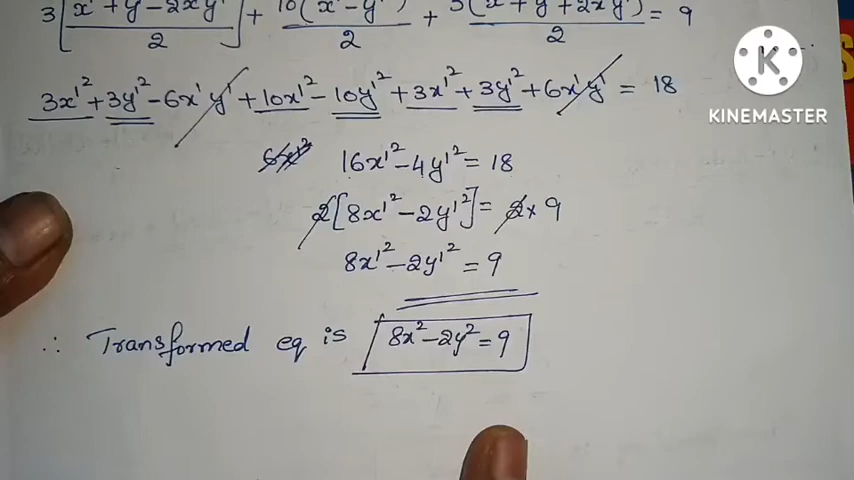 3[x'²+y'²-2x'y' / 2] + 10(x'²-y'²) / 2 + 3(x'²+y'²+2x'y') / 2 = 9
3x'²+3y'²-6x'y'+10x'²-10y'²+3x'²+3y'²+6x'y' = 18
K
KINEMASTER
6x'² 16x'²-4y'² = 18
2[8x'²-2y'²] = 2×9
8x'²-2y'² = 9
∴ Transformed eq is 8x²-2y²=9